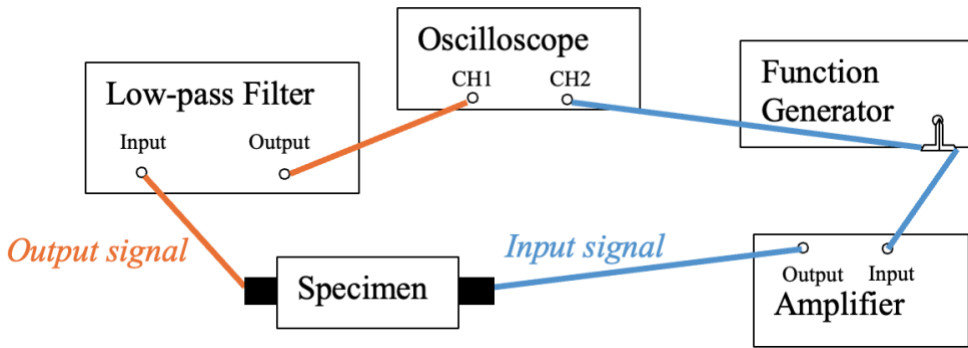 Oscilloscope
CH1 CH2
Function
Generator
Low-pass Filter
Input Output
Output signal
Input signal
Specimen
Output Input
Amplifier